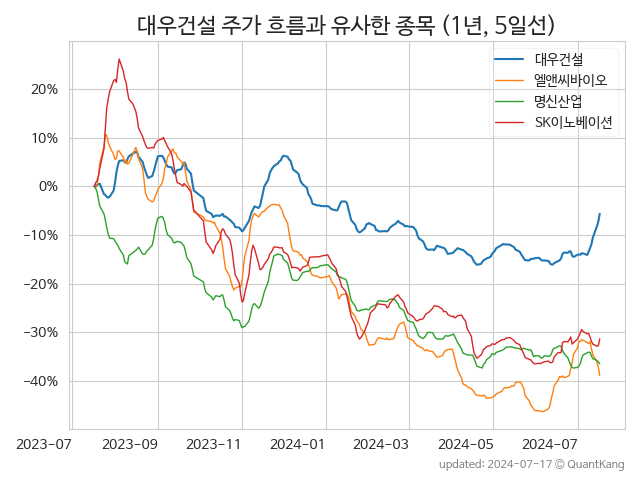 대우건설 주가 흐름과 유사한 종목 (1년, 5일선)
대우건설
엘앤씨바이오
명신산업
SK이노베이션
20%
10%
0%
−10%
−20%
−30%
−40%
2023-07 2023-09 2023-11 2024-01 2024-03 2024-05 2024-07
updated: 2024-07-17 © QuantKang